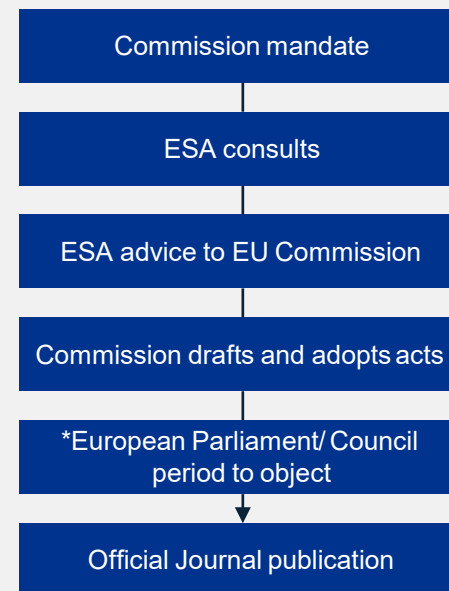 Commission mandate
ESA consults
ESA advice to EU Commission
Commission drafts and adopts acts
*European Parliament/ Council
period to object
Official Journal publication